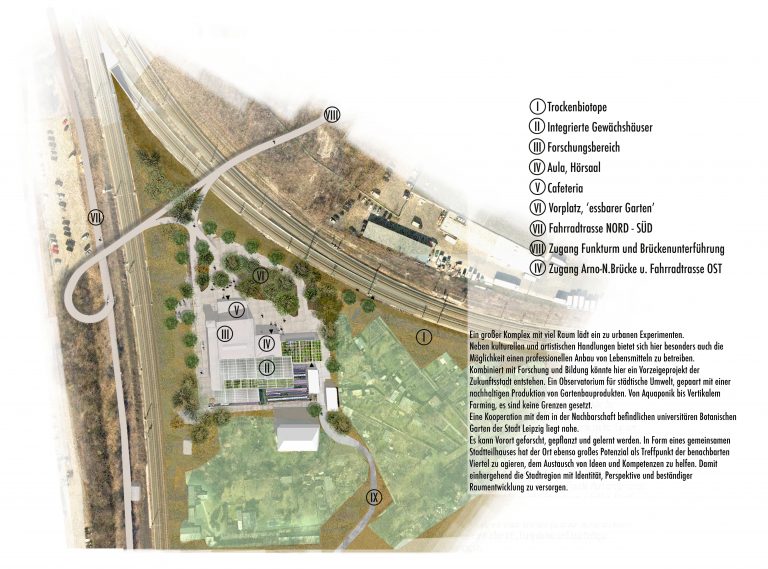 VIII
VII
VI
V
III
IV
II
I
IX
I Trockenbiotope
II Integrierte Gewächshäuser
III Forschungsbereich
IV Aula, Hörsaal
V Cafeteria
VI Vorplatz, ‘essbarer Garten’
VII Fahrradtrasse NORD - SÜD
VIII Zugang Funkturm und Brückenunterführung
IV Zugang Arno-N.Brücke u. Fahrradtrasse OST
Ein großer Komplex mit viel Raum lädt ein zu urbanen Experimenten.
Neben kulturellen und artistischen Handlungen bietet sich hier besonders auch die
Möglichkeit einen professionellen Anbau von Lebensmitteln zu betreiben.
Kombiniert mit Forschung und Bildung könnte hier ein Vorzeigeprojekt der
Zukunftsstadt entstehen. Ein Observatorium für städtische Umwelt, gepaart mit einer
nachhaltigen Produktion von Gartenbauprodukten. Von Aquaponik bis Vertikalem
Farming, es sind keine Grenzen gesetzt.
Eine Kooperation mit dem in der Nachbarschaft befindlichen universitären Botanischen
Garten der Stadt Leipzig liegt nahe.
Es kann Vorort geforscht, gepflanzt und gelernt werden. In Form eines gemeinsamen
Stadtteilhauses hat der Ort ebenso großes Potenzial als Treffpunkt der benachbarten
Viertel zu agieren, dem Austausch von Ideen und Kompetenzen zu helfen. Damit
einhergehend die Stadtregion mit Identität, Perspektive und beständiger
Raumentwicklung zu versorgen.